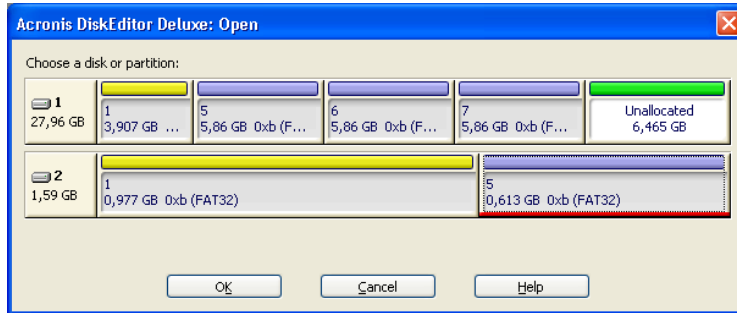 Acronis DiskEditor Deluxe: Open
Choose a disk or partition:
1
27,96 GB
1
3,907 GB ...
5
5,86 GB 0xb (F...
6
5,86 GB 0xb (F...
7
5,86 GB 0xb (F...
Unallocated
6,465 GB
2
1,59 GB
1
0,977 GB 0xb (FAT32)
5
0,613 GB 0xb (FAT32)
OK Cancel Help